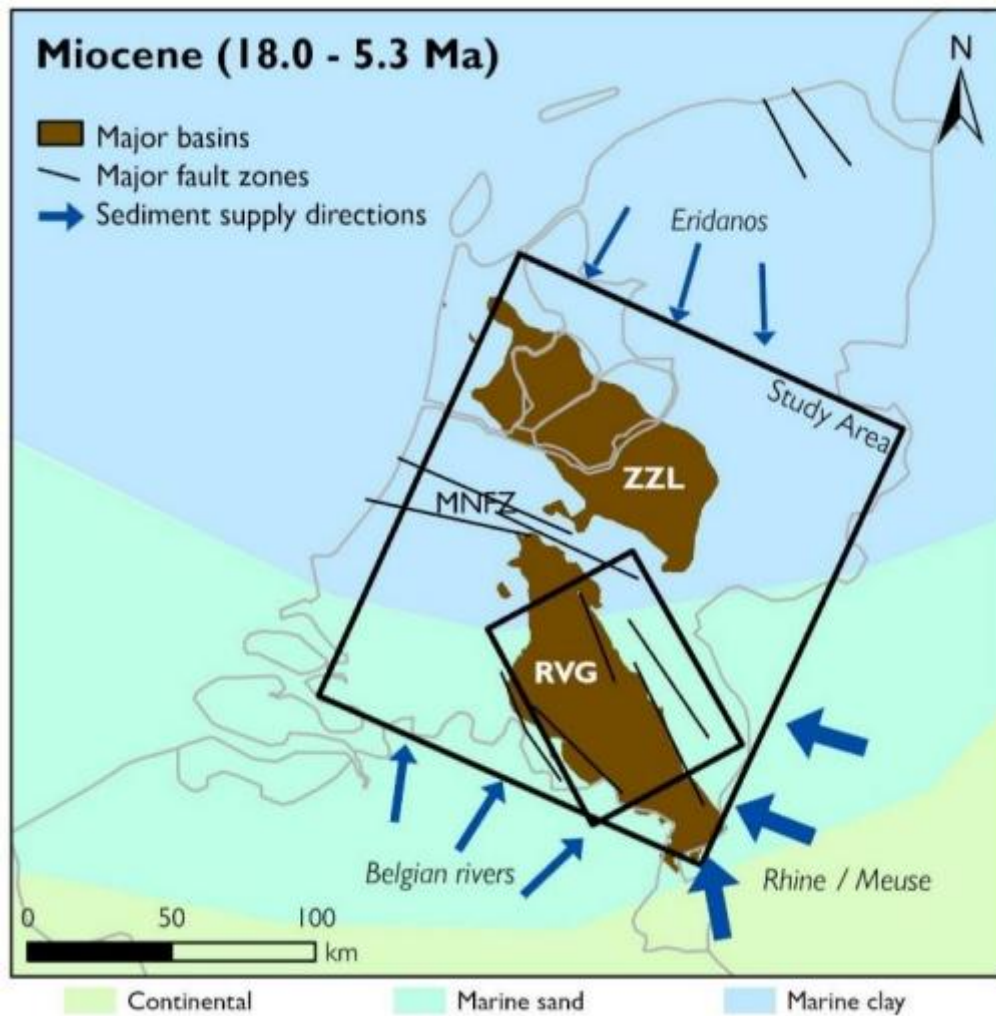 Miocene (18.0 - 5.3 Ma)
N
Major basins
Major fault zones
Sediment supply directions
Eridanos
Study Area
ZZL
MNFZ
RVG
Belgian rivers
Rhine / Meuse
0 50 100
km
Continental Marine sand Marine clay